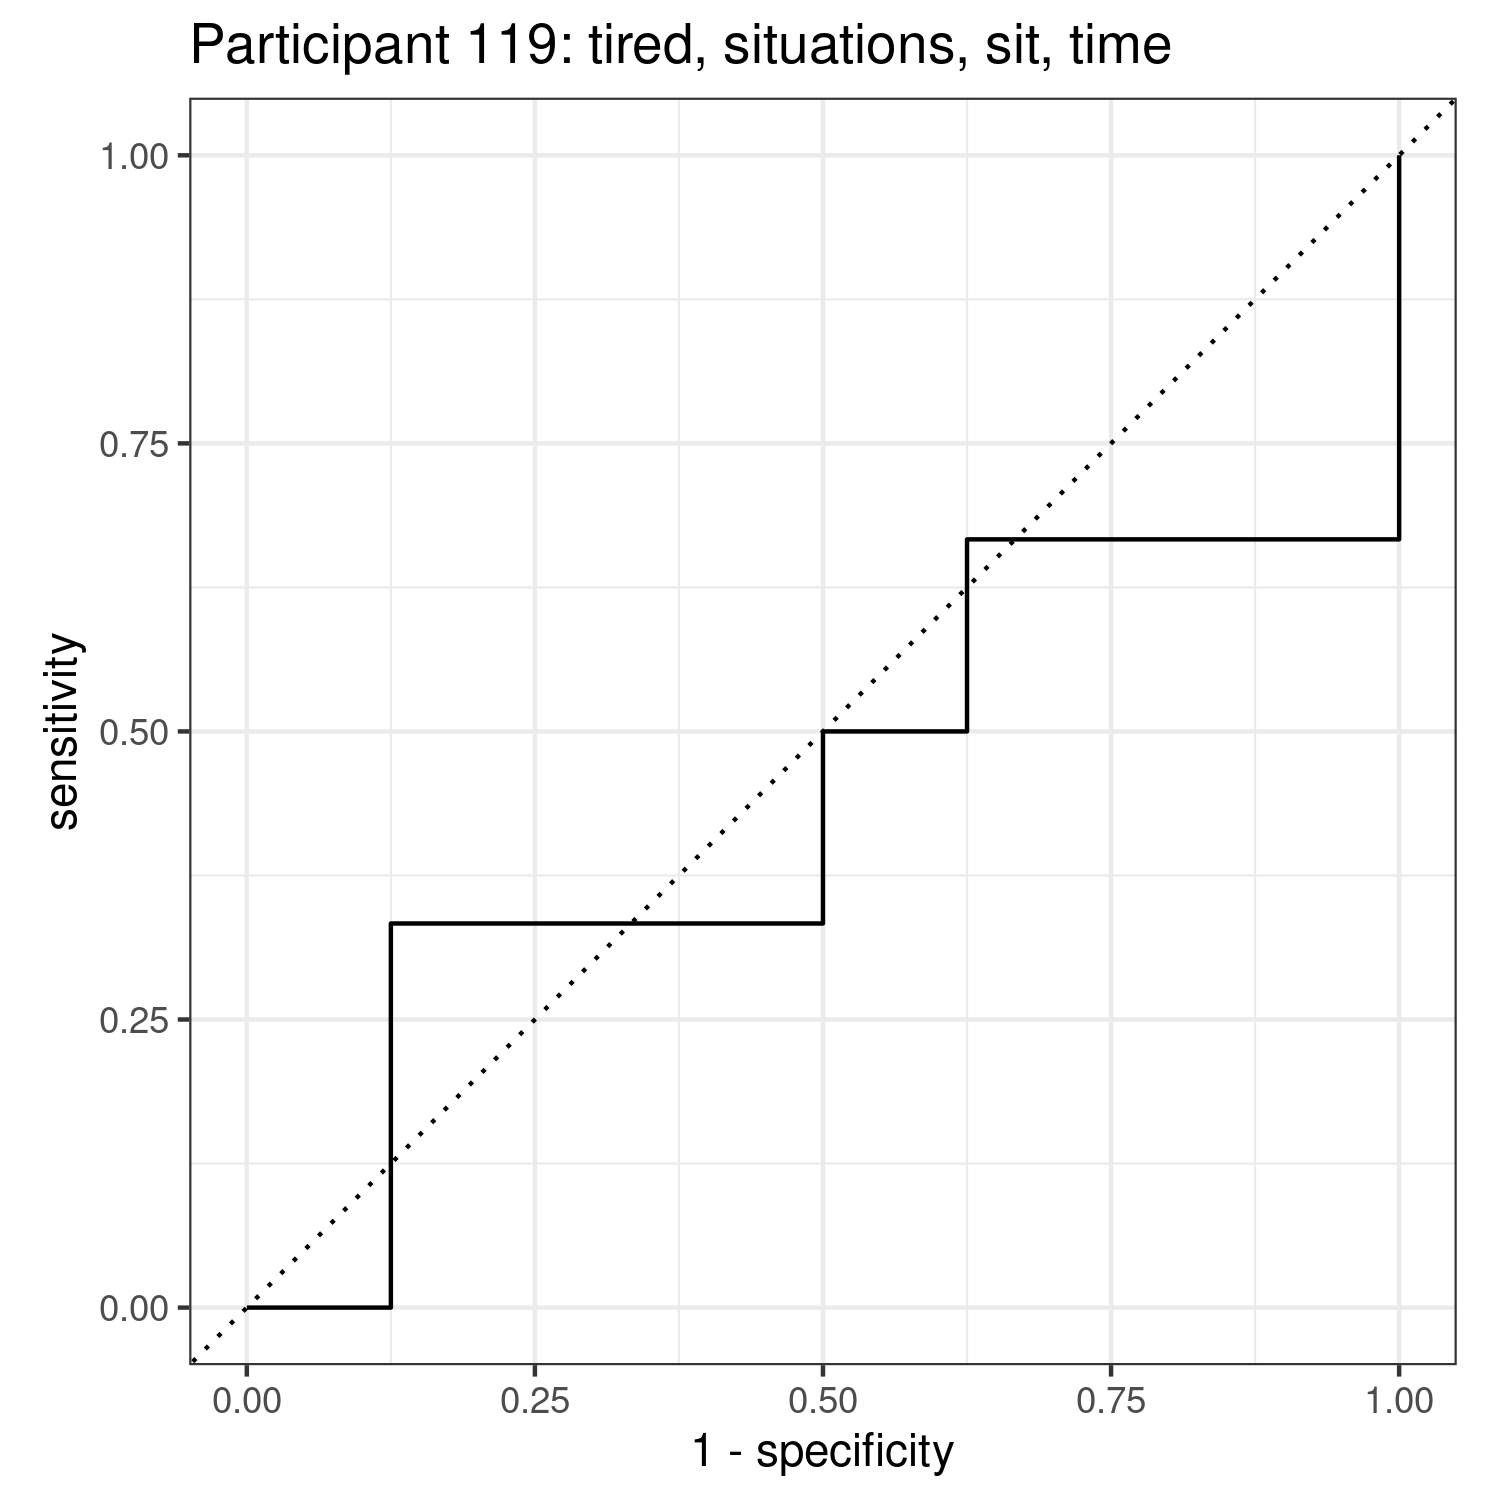 Participant 119: tired, situations, sit, time
1.00
0.75
0.50
0.25
0.00
sensitivity
0.00 0.25 0.50 0.75 1.00
1 - specificity